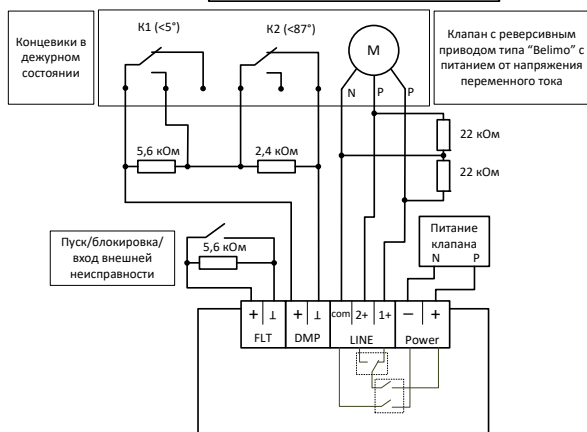 К1 (<5°)
К2 (<87°)
Концевики в
дежурном
состоянии
М
Клапан с реверсивным
приводом типа “Belimo” с
питанием от напряжения
переменного тока
N
P
P
22 кОм
5,6 кОм
2,4 кОм
22 кОм
Пуск/блокировка/
вход внешней
неисправности
5,6 кОм
Питание
клапана
N P
+ ⊥ + ⊥ com 2+ 1+ − +
FLT DMP LINE Power